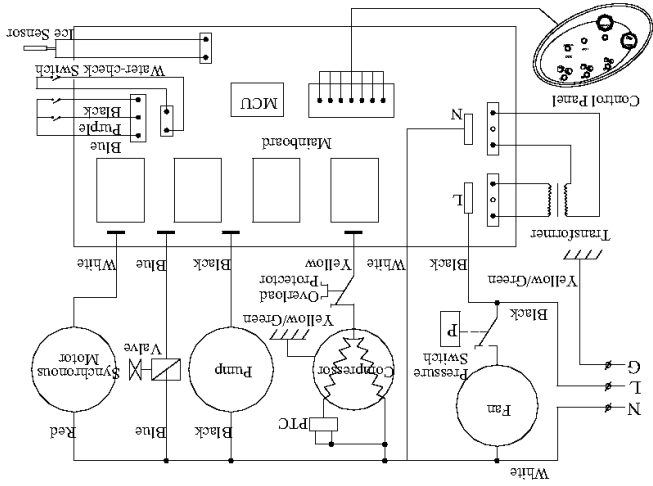 White
N
L
G
Fan
Pressure
Switch
P
Black
PTC
Black
Blue
Red
Compressor
Pump
Valve
Synchronous
Motor
Yellow/Green
Yellow/Green
Overload
Protector
Black
White
Yellow
Black
Blue
White
Transformer
L
N
Mainboard
MCU
Blue
Purple
Black
Water-check Switch
Ice Sensor
Control Panel